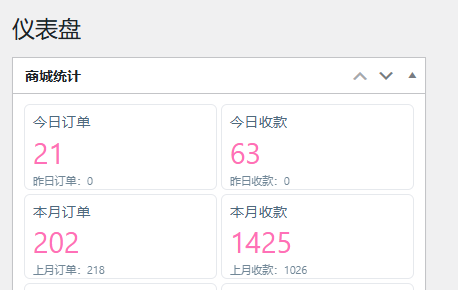 仪表盘
商城统计
今日订单
21
昨日订单：0
今日收款
63
昨日收款：0
本月订单
202
上月订单：218
本月收款
1425
上月收款：1026